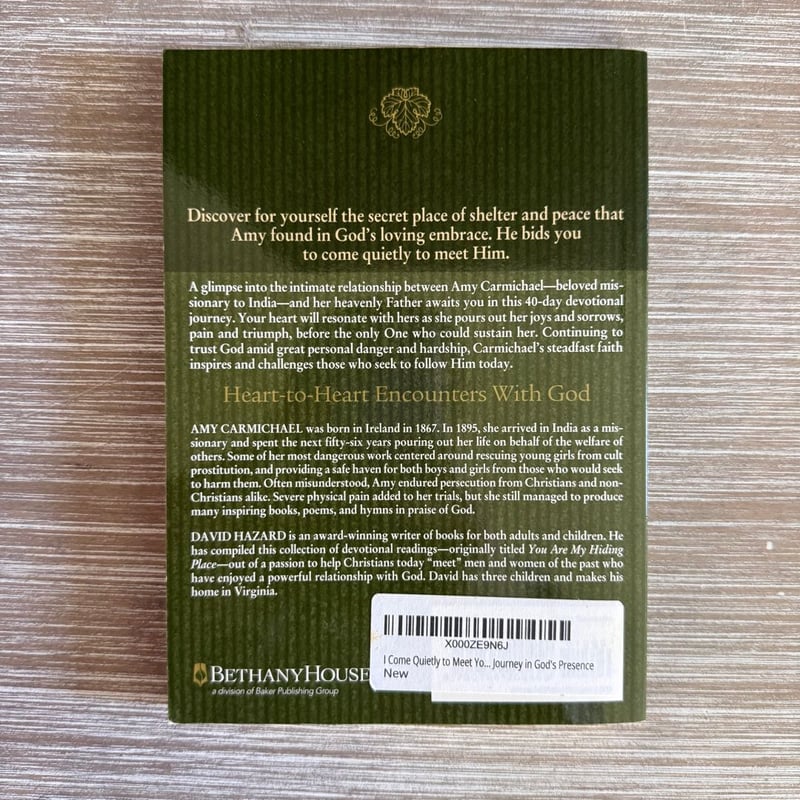 Discover for yourself the secret place of shelter and peace that
Amy found in God's loving embrace. He bids you
to come quietly to meet Him.
A glimpse into the intimate relationship between Amy Carmichael—beloved mis-
sionary to India—and her heavenly Father awaits you in this 40-day devotional
journey. Your heart will resonate with hers as she pours out her joys and sorrows,
pain and triumph, before the only One who could sustain her. Continuing to
trust God amid great personal danger and hardship, Carmichael's steadfast faith
inspires and challenges those who seek to follow Him today.
Heart-to-Heart Encounters With God
AMY CARMICHAEL was born in Ireland in 1867. In 1895, she arrived in India as a mis-
sionary and spent the next fifty-six years pouring out her life on behalf of the welfare of
others. Some of her most dangerous work centered around rescuing young girls from cult
prostitution, and providing a safe haven for both boys and girls from those who would seek
to harm them. Often misunderstood, Amy endured persecution from Christians and non-
Christians alike. Severe physical pain added to her trials, but she still managed to produce
many inspiring books, poems, and hymns in praise of God.
DAVID HAZARD is an award-winning writer of books for both adults and children. He
has compiled this collection of devotional readings—originally titled You Are My Hiding
Place—out of a passion to help Christians today "meet" men and women of the past who
have enjoyed a powerful relationship with God. David has three children and makes his
home in Virginia.
X000ZE9N6J
I Come Quietly to Meet Yo... Journey in God's Presence
New
BETHANYHOUSE
a division of Baker Publishing Group